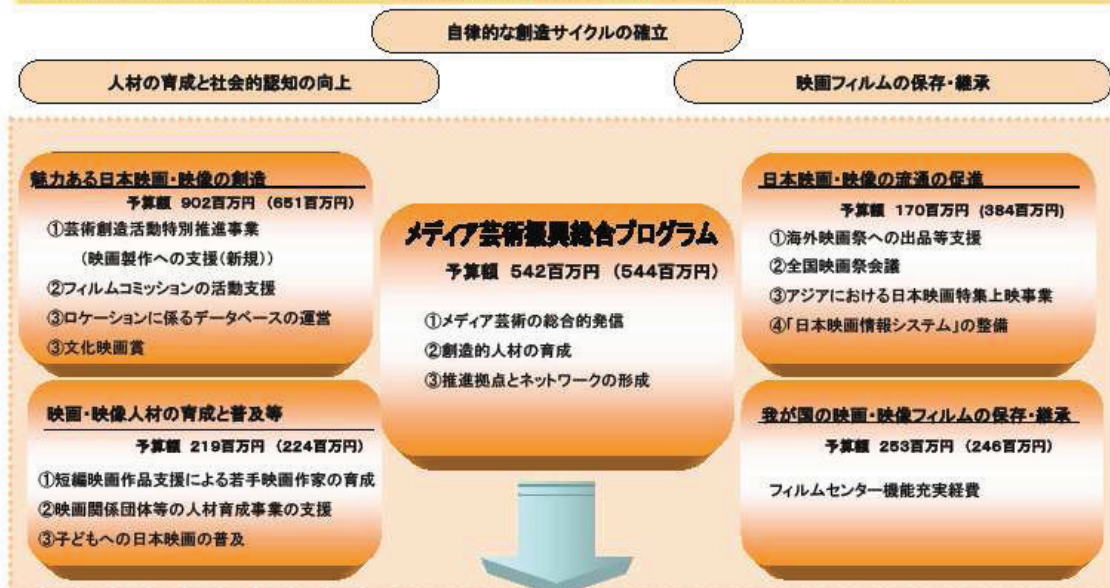 自律的な創造サイクルの確立
人材の育成と社会的認知の向上
映画フィルムの保存・継承
魅力ある日本映画・映像の創造
予算額 902百万円 (651百万円)
①芸術創造活動特別推進事業
(映画製作への支援(新規))
②フィルムコミッションの活動支援
③ロケーションに係るデータベースの運営
③文化映画賞
映画・映像人材の育成と普及等
予算額 219百万円 (224百万円)
①短編映画作品支援による若手映画作家の育成
②映画関係団体等の人材育成事業の支援
③子どもへの日本映画の普及
メディア芸術振興総合プログラム
予算額 542百万円 (544百万円)
①メディア芸術の総合的発信
②創造的人材の育成
③推進拠点とネットワークの形成
日本映画・映像の流通の促進
予算額 170百万円 (384百万円)
①海外映画祭への出品等支援
②全国映画祭会議
③アジアにおける日本映画特集上映事業
④「日本映画情報システム」の整備
我が国の映画・映像フィルムの保存・継承
予算額 253百万円 (246百万円)
フィルムセンター機能充実経費